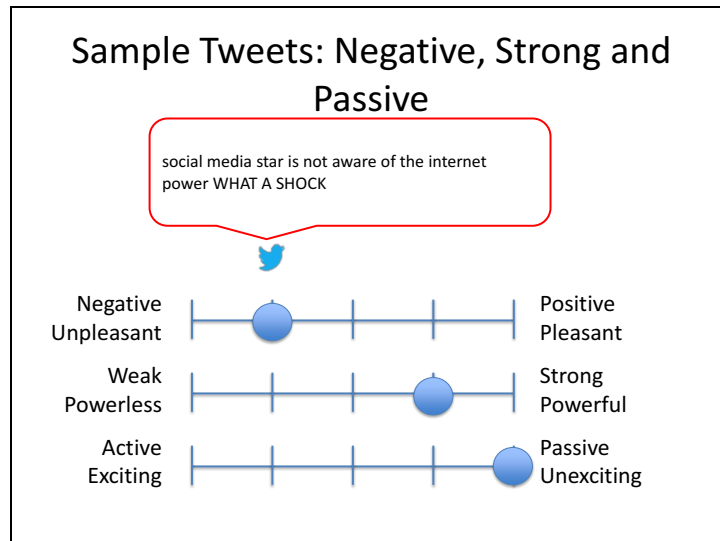 Sample Tweets: Negative, Strong and
Passive
social media star is not aware of the internet
power WHAT A SHOCK
Negative
Unpleasant
Positive
Pleasant
Weak
Powerless
Strong
Powerful
Active
Exciting
Passive
Unexciting